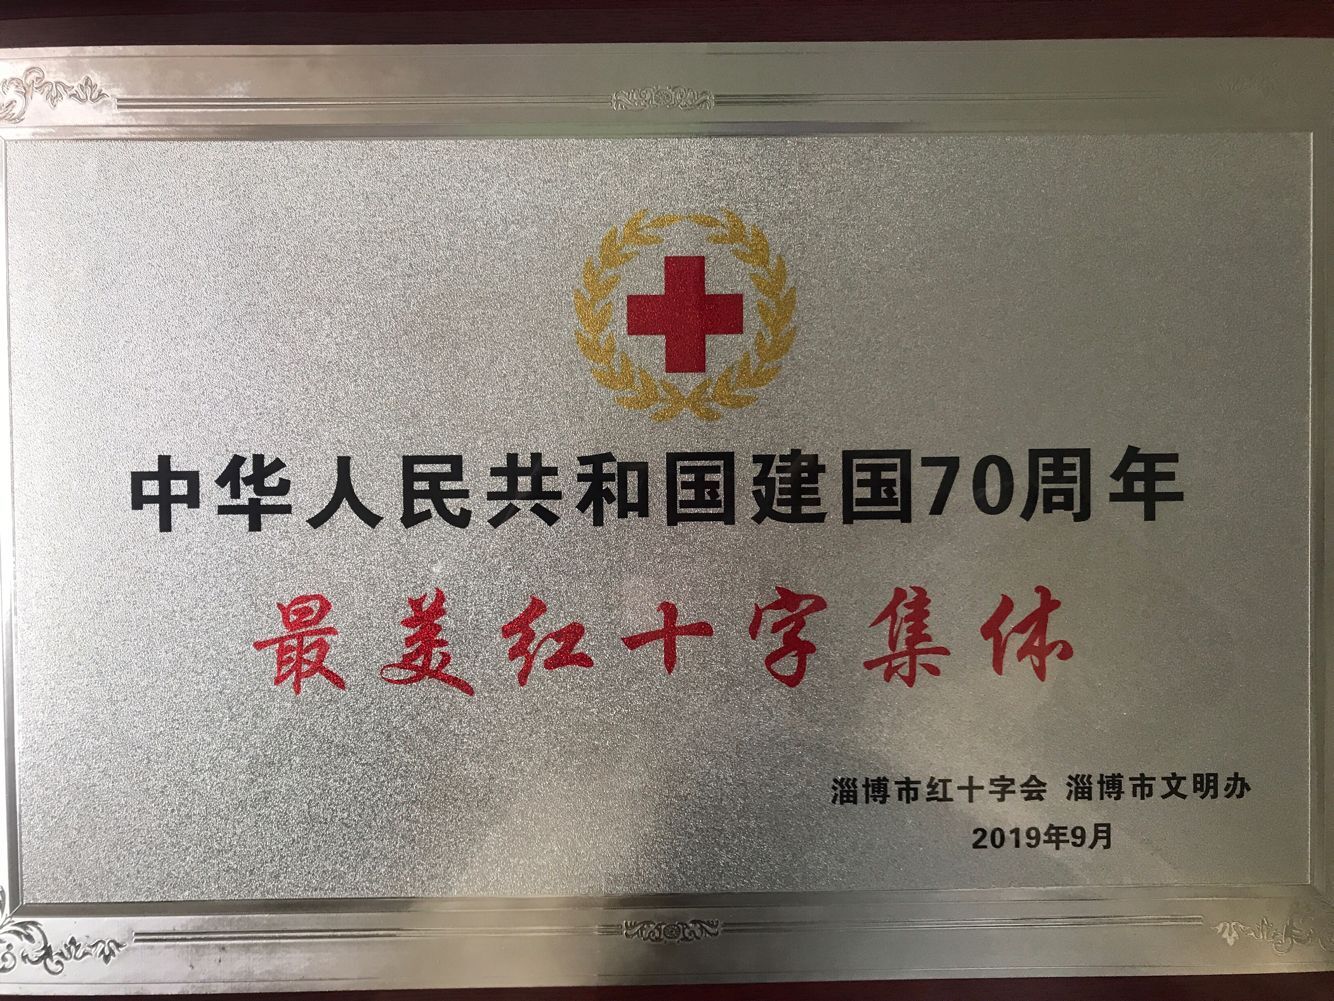 中华人民共和国建国70周年
最美红十字集体
淄博市红十字会 淄博市文明办
2019年9月